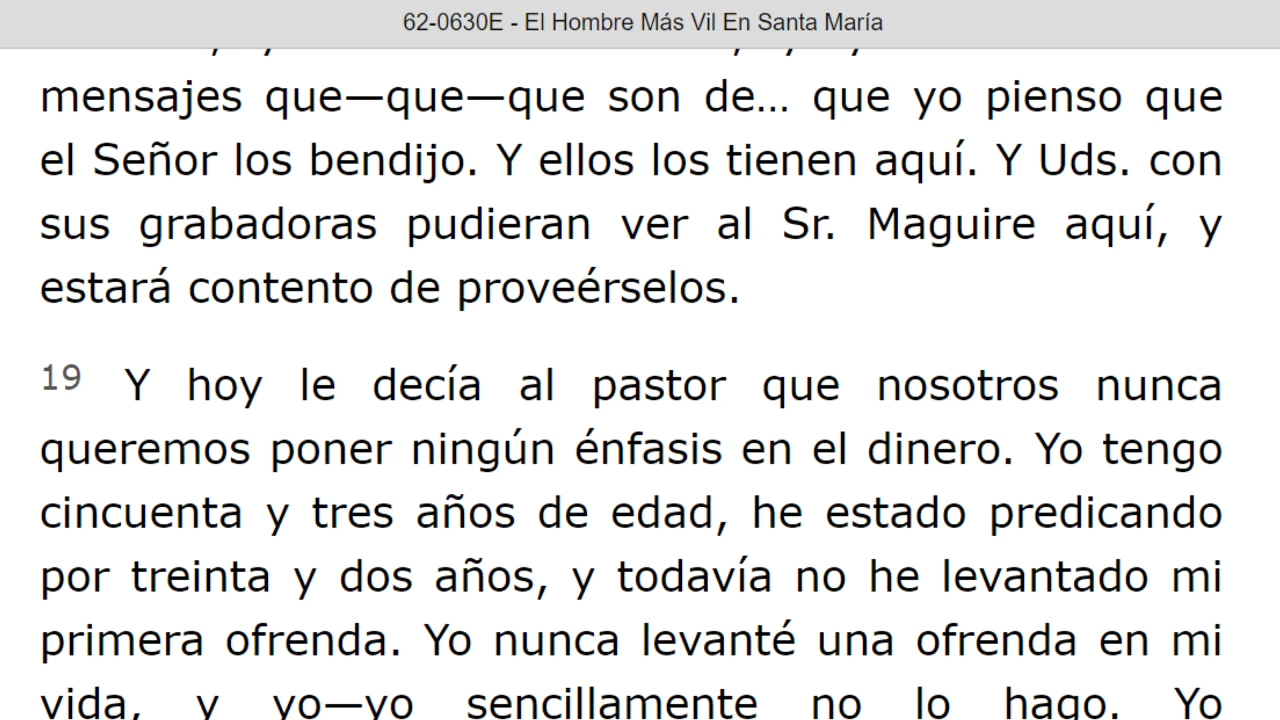 62-0630E - El Hombre Más Vil En Santa María
mensajes que—que—que son de... que yo pienso que
el Señor los bendijo. Y ellos los tienen aquí. Y Uds. con
sus grabadoras pudieran ver al Sr. Maguire aquí, y
estará contento de proveérselos.
19 Y hoy le decía al pastor que nosotros nunca
queremos poner ningún énfasis en el dinero. Yo tengo
cincuenta y tres años de edad, he estado predicando
por treinta y dos años, y todavía no he levantado mi
primera ofrenda. Yo nunca levanté una ofrenda en mi
vida, y yo—yo sencillamente no lo hago. Yo